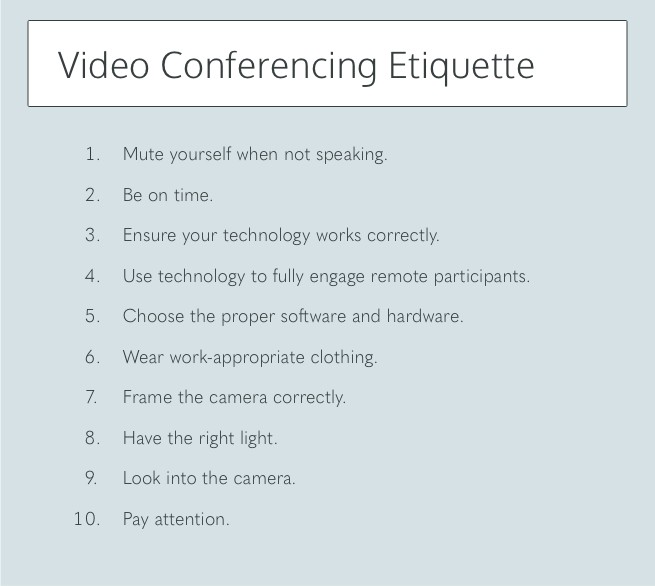 Video Conferencing Etiquette
1. Mute yourself when not speaking.
2. Be on time.
3. Ensure your technology works correctly.
4. Use technology to fully engage remote participants.
5. Choose the proper software and hardware.
6. Wear work-appropriate clothing.
7. Frame the camera correctly.
8. Have the right light.
9. Look into the camera.
10. Pay attention.